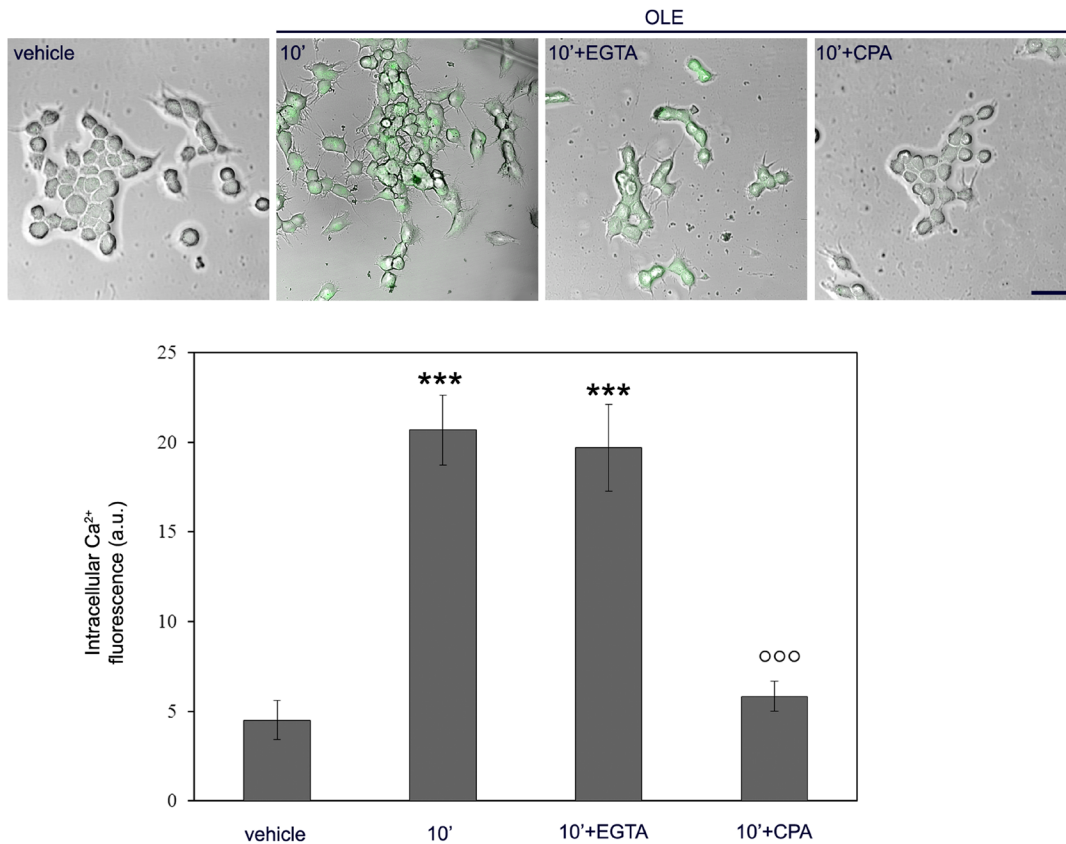 OLE
vehicle
10’
10’+EGTA
10’+CPA
25
20
15
10
5
0
Intracellular Ca²⁺
fluorescence (a.u.)
***
***
○○○
vehicle
10’
10’+EGTA
10’+CPA